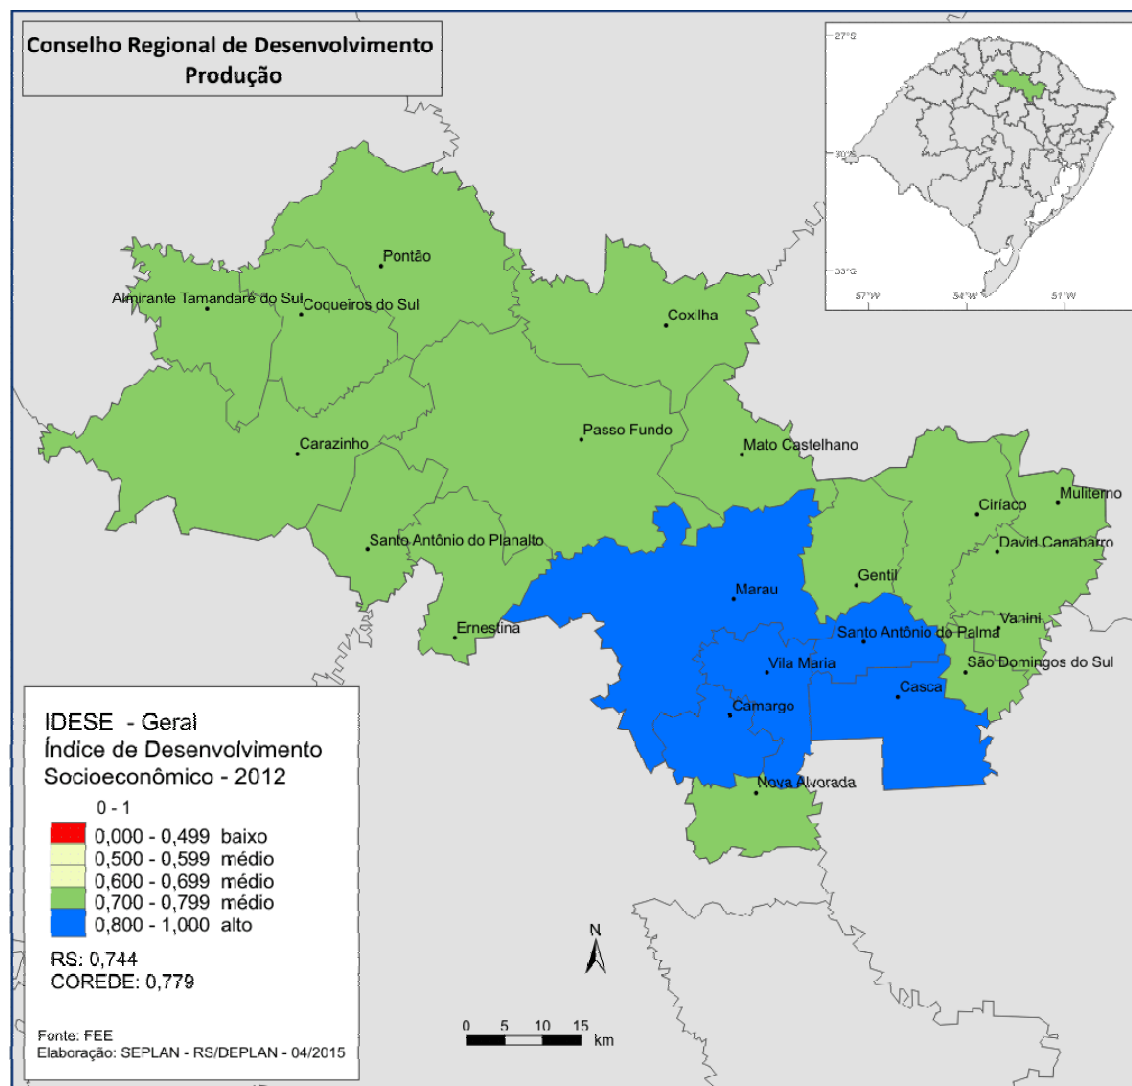 Conselho Regional de Desenvolvimento
Produção
27°S
30°S
33°S
57°W
54°W
51°W
Pontão
Almirante Tamandaré do Sul
Coqueiros do Sul
Coxilha
Carazinho
Passo Fundo
Mato Castelhano
Muliterno
Ciríaco
Santo Antônio do Planalto
David Canabarro
Gentil
Marau
Ernestina
Vanini
Santo Antônio do Palma
Vila Maria
São Domingos do Sul
Casca
Camargo
Nova Alvorada
IDESE - Geral
Índice de Desenvolvimento
Socioeconômico - 2012
0 - 1
0,000 - 0,499 baixo
0,500 - 0,599 médio
0,600 - 0,699 médio
0,700 - 0,799 médio
0,800 - 1,000 alto
RS: 0,744
COREDE: 0,779
Fonte: FEE
Elaboração: SEPLAN - RS/DEPLAN - 04/2015
N
0 5 10 15
km